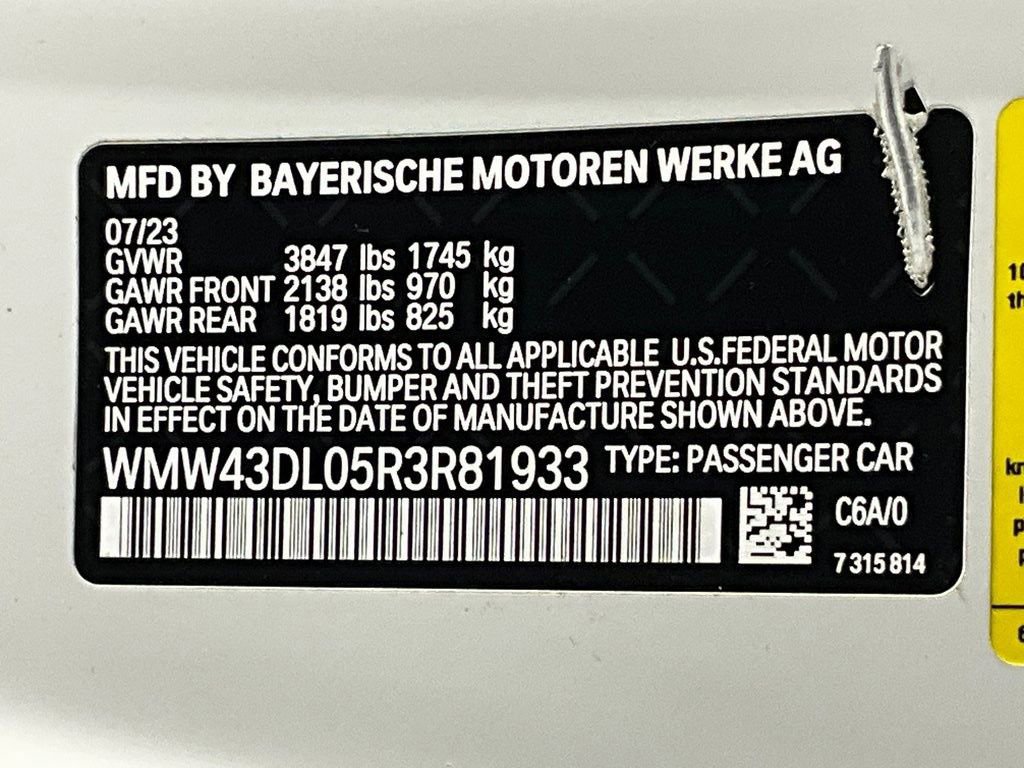 MFD BY BAYERISCHE MOTOREN WERKE AG
07/23
GVWR 3847 lbs 1745 kg
GAWR FRONT 2138 lbs 970 kg
GAWR REAR 1819 lbs 825 kg
THIS VEHICLE CONFORMS TO ALL APPLICABLE U.S.FEDERAL MOTOR
VEHICLE SAFETY, BUMPER AND THEFT PREVENTION STANDARDS
IN EFFECT ON THE DATE OF MANUFACTURE SHOWN ABOVE.
WMW43DL05R3R81933 TYPE: PASSENGER CAR
C6A/0
7 315 814